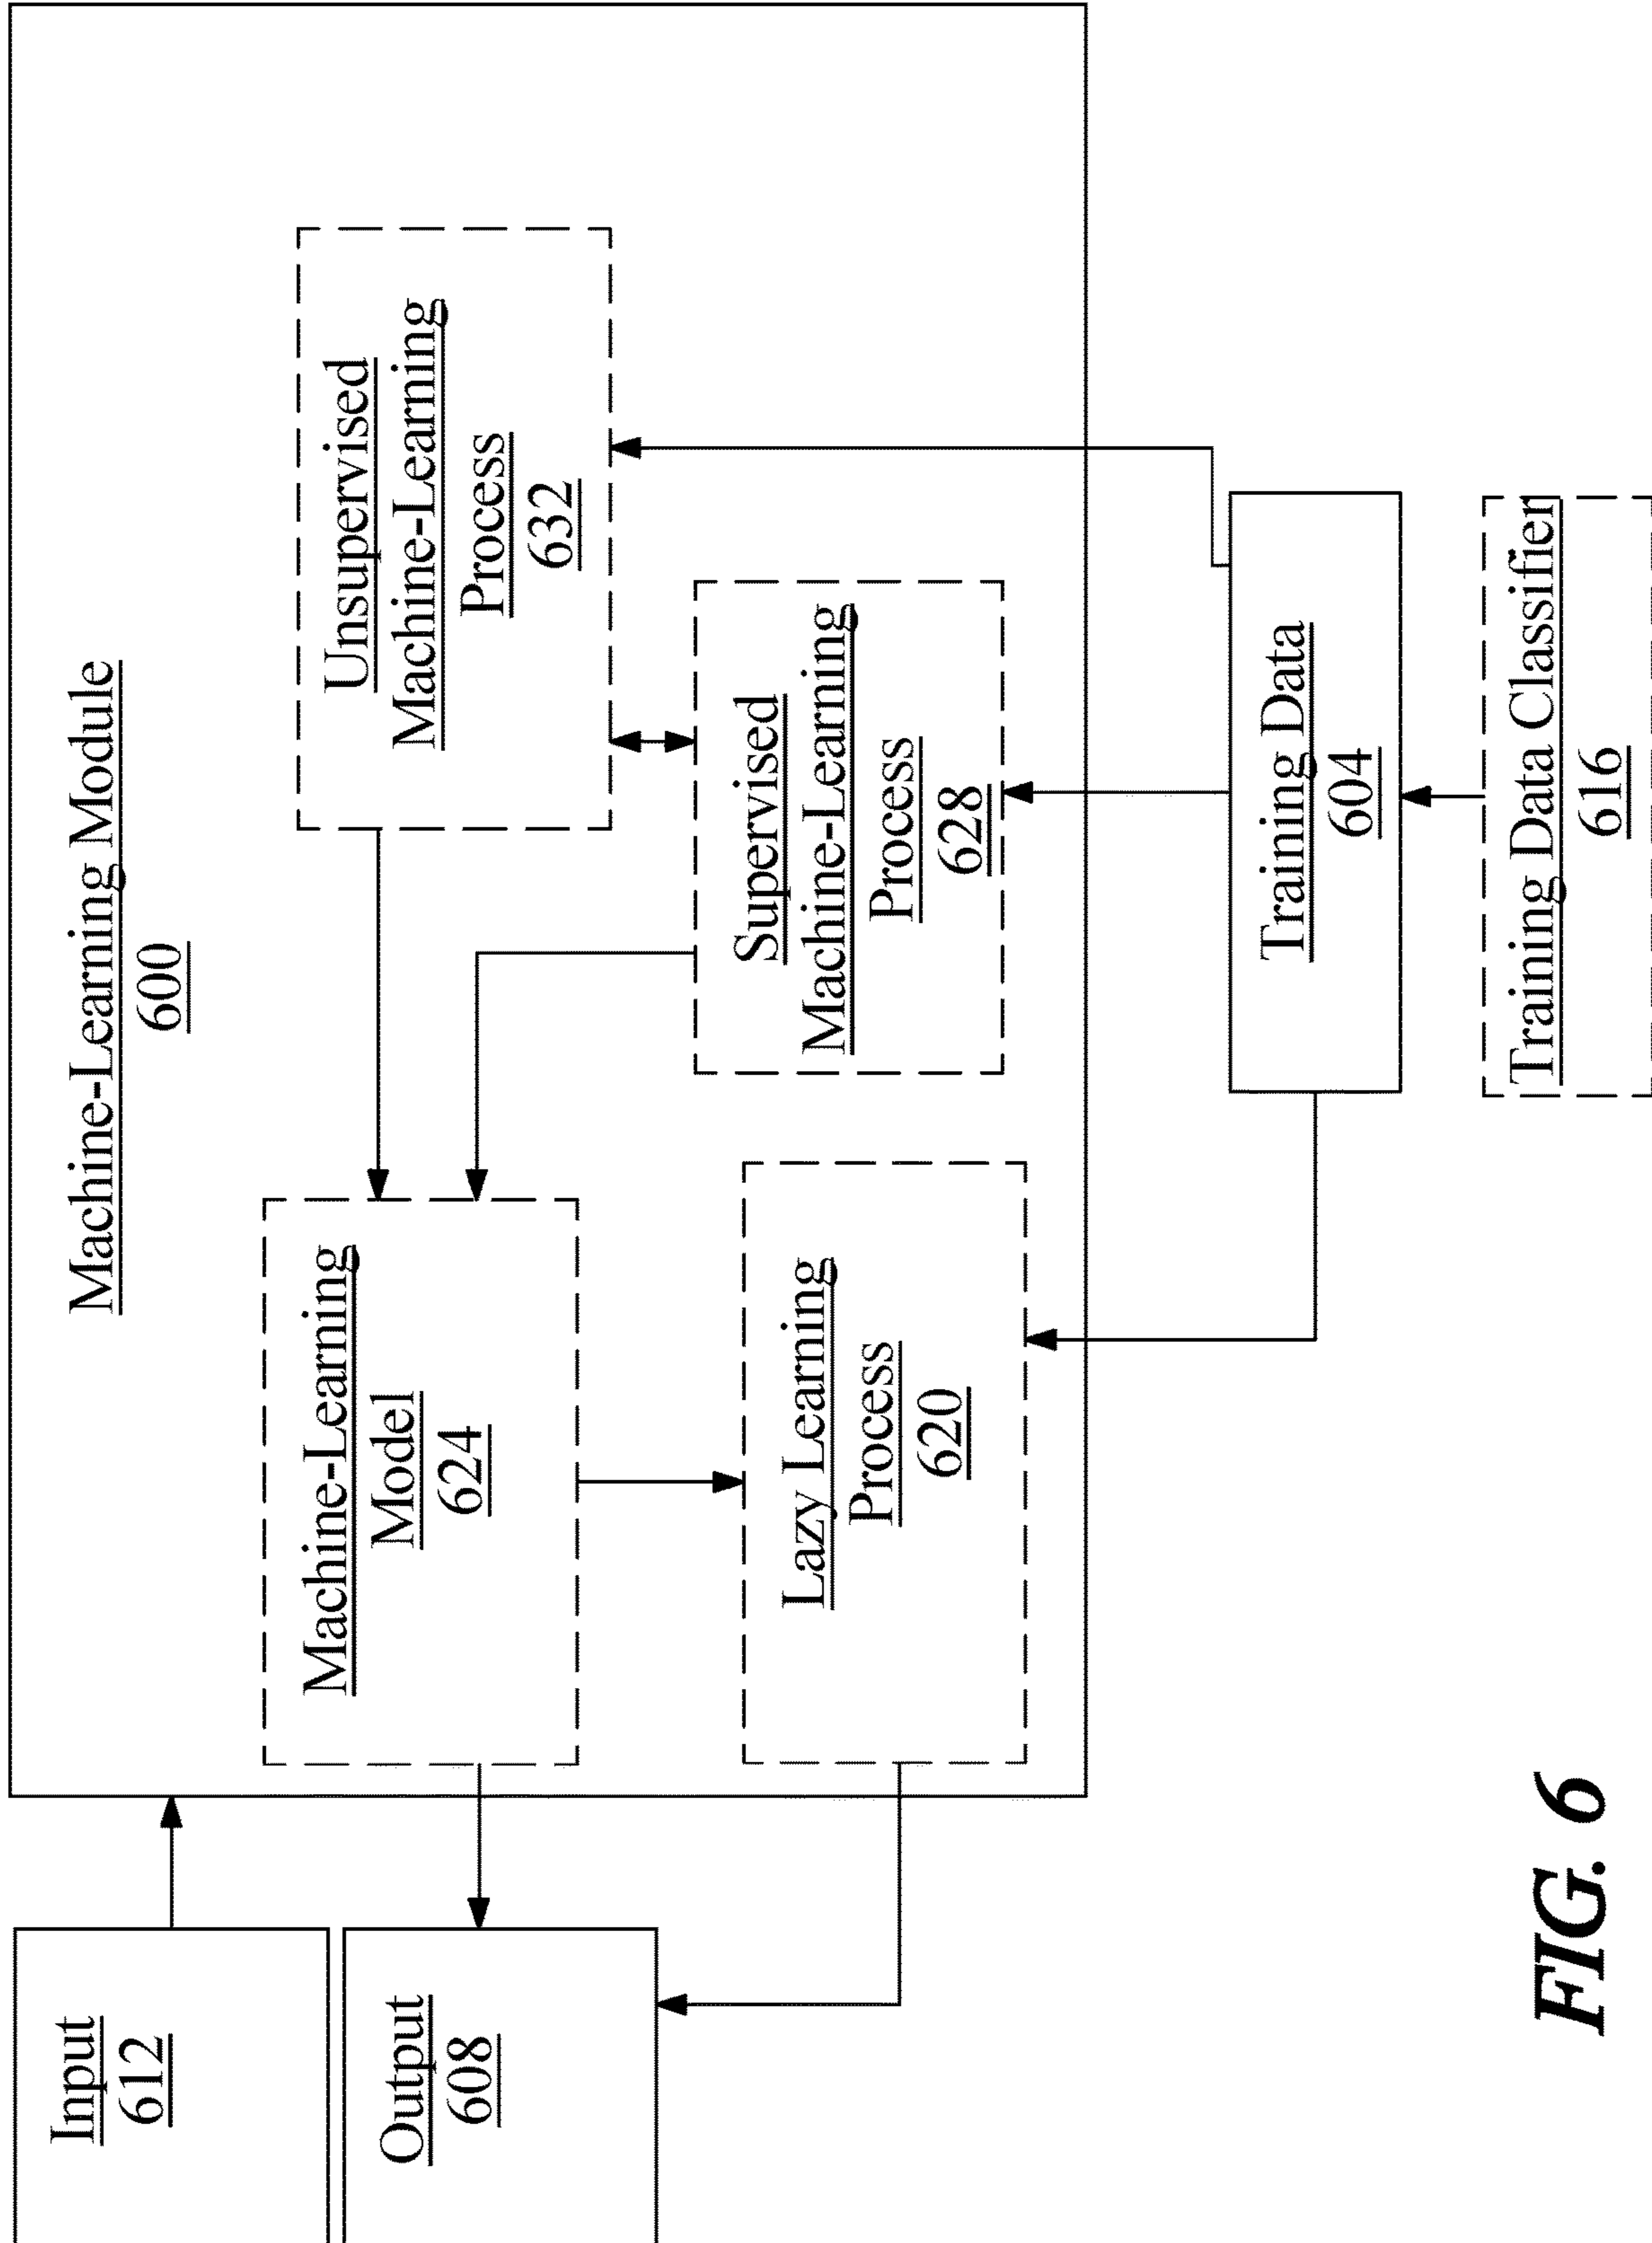 Machine-Learning Module
600
Input
612
Output
608
Machine-Learning
Model
624
Unsupervised
Machine-Learning
Process
632
Lazy Learning
Process
620
Supervised
Machine-Learning
Process
628
Training Data
604
Training Data Classifier
616
FIG. 6